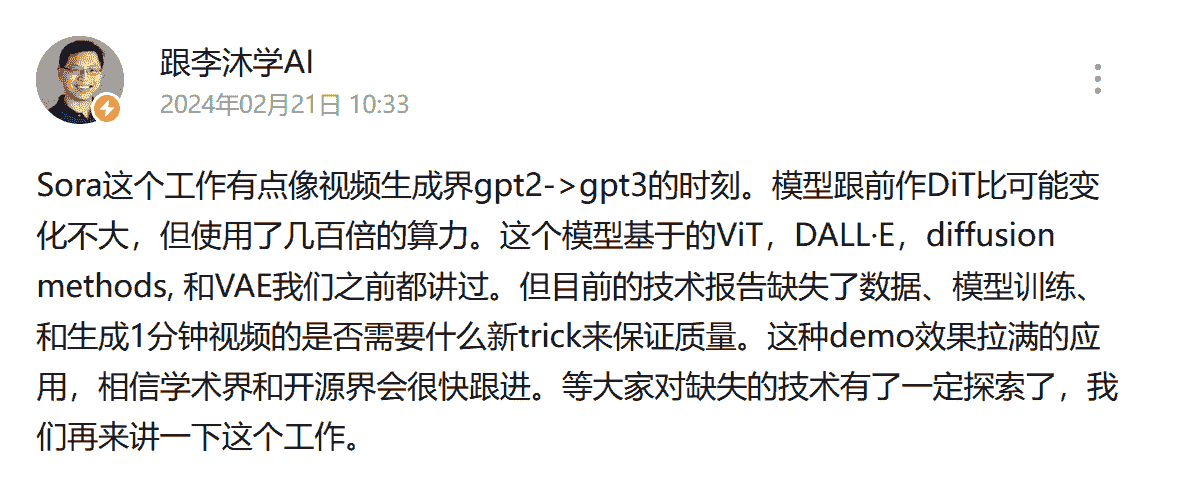 跟李沐学AI
2024年02月21日 10:33
Sora这个工作有点像视频生成界gpt2->gpt3的时刻。模型跟前作DiT比可能变
化不大，但使用了几百倍的算力。这个模型基于的ViT，DALL·E，diffusion
methods, 和VAE我们之前都讲过。但目前的技术报告缺失了数据、模型训练、
和生成1分钟视频的是否需要什么新trick来保证质量。这种demo效果拉满的应
用，相信学术界和开源界会很快跟进。等大家对缺失的技术有了一定探索了，我
们再来讲一下这个工作。